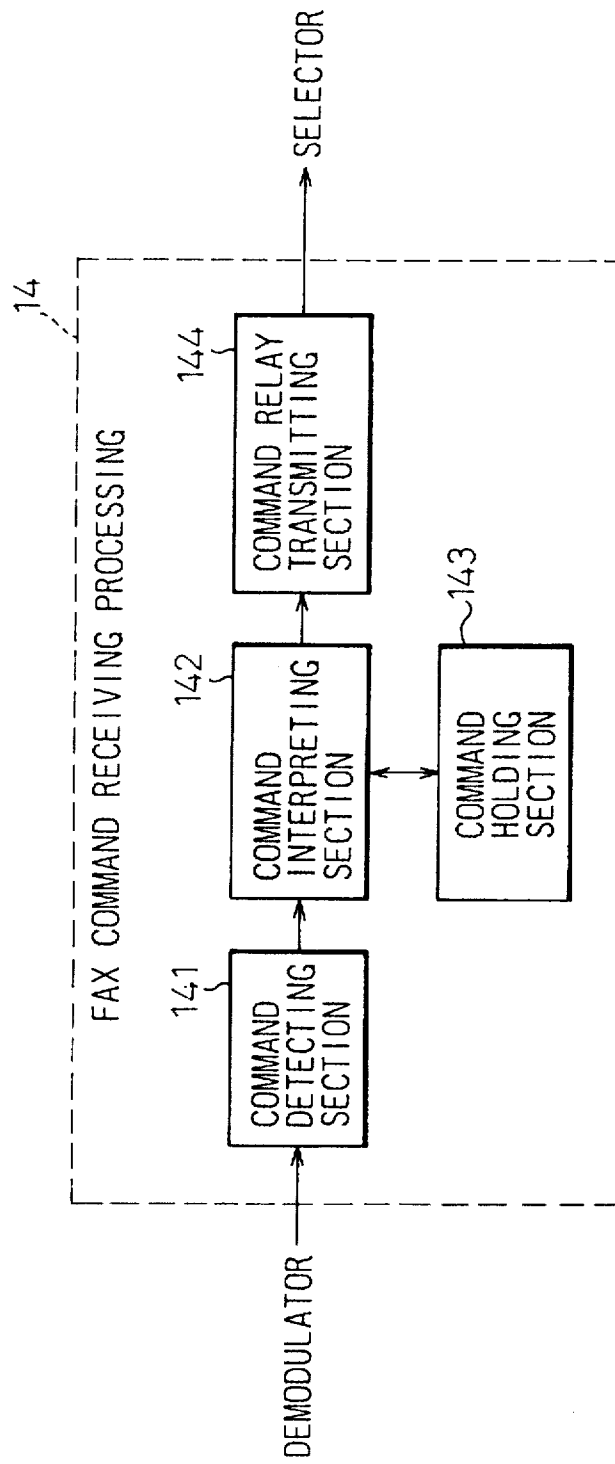 14
FAX COMMAND RECEIVING PROCESSING
DEMODULATOR
141
COMMAND
DETECTING
SECTION
142
COMMAND
INTERPRETING
SECTION
143
COMMAND
HOLDING
SECTION
144
COMMAND RELAY
TRANSMITTING
SECTION
SELECTOR